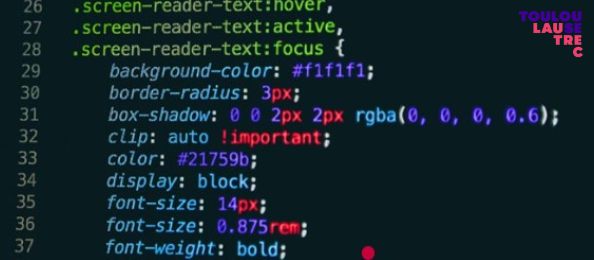 26 .screen-reader-text:hover,
27 .screen-reader-text:active,
28 .screen-reader-text:focus {
29 background-color: #f1f1f1;
30 border-radius: 3px;
31 box-shadow: 0 0 2px 2px rgba(0, 0, 0, 0.6);
32 clip: auto !important;
33 color: #21759b;
34 display: block;
35 font-size: 14px;
36 font-size: 0.875rem;
37 font-weight: bold;
TOULOU
LAUSE
TRE
C